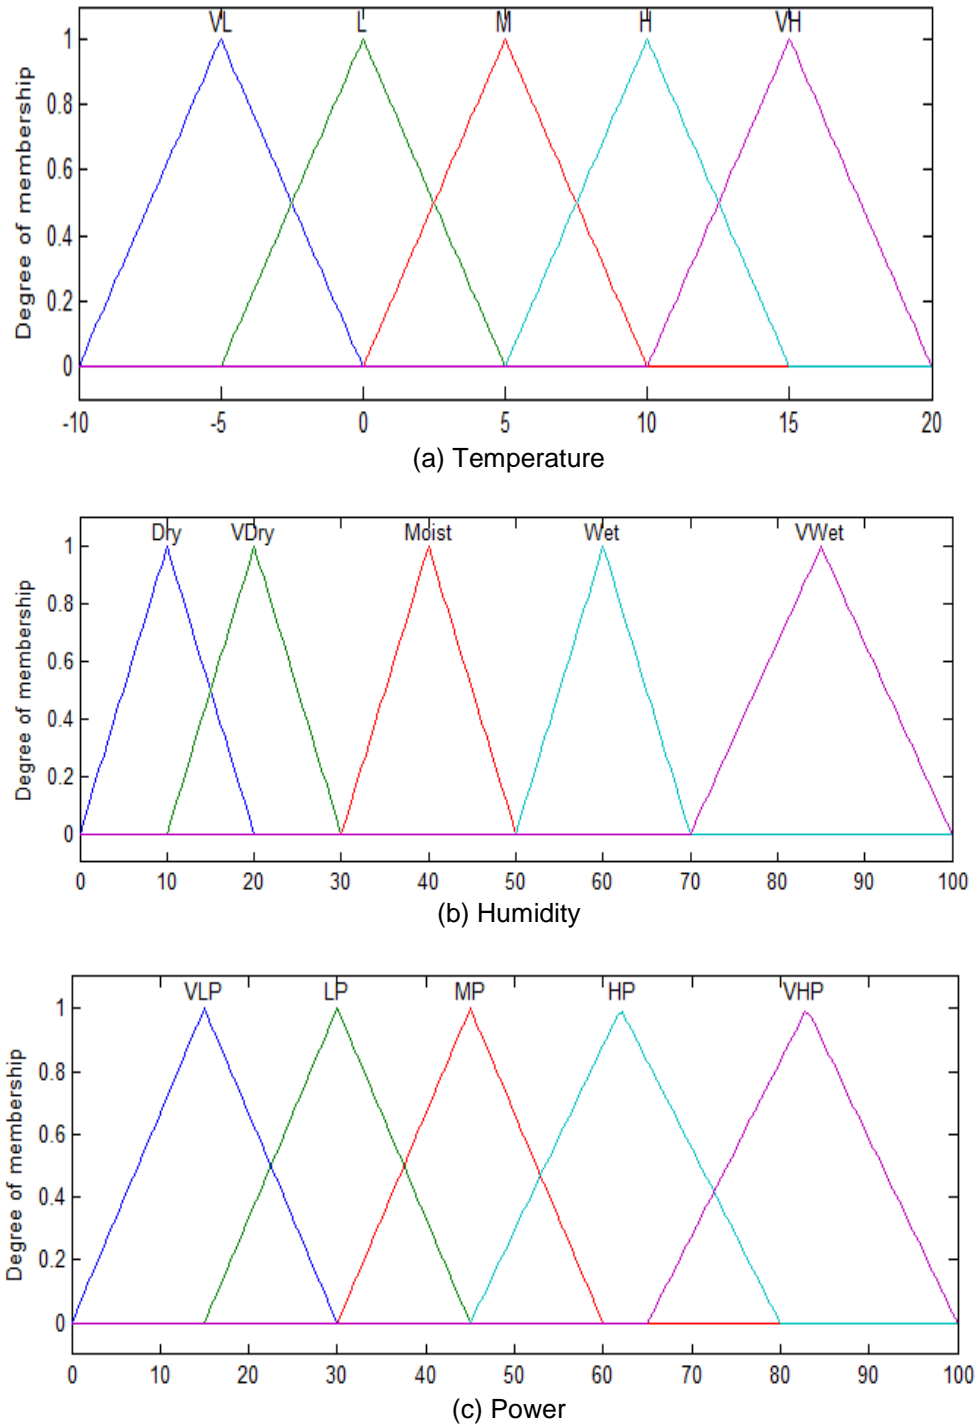 VL L M H VH
1
0.8
0.6
0.4
0.2
0
Degree of membership
-10 -5 0 5 10 15 20
(a) Temperature
Dry VDry Moist Wet VWet
1
0.8
0.6
0.4
0.2
0
Degree of membership
0 10 20 30 40 50 60 70 80 90 100
(b) Humidity
VLP LP MP HP VHP
1
0.8
0.6
0.4
0.2
0
Degree of membership
0 10 20 30 40 50 60 70 80 90 100
(c) Power